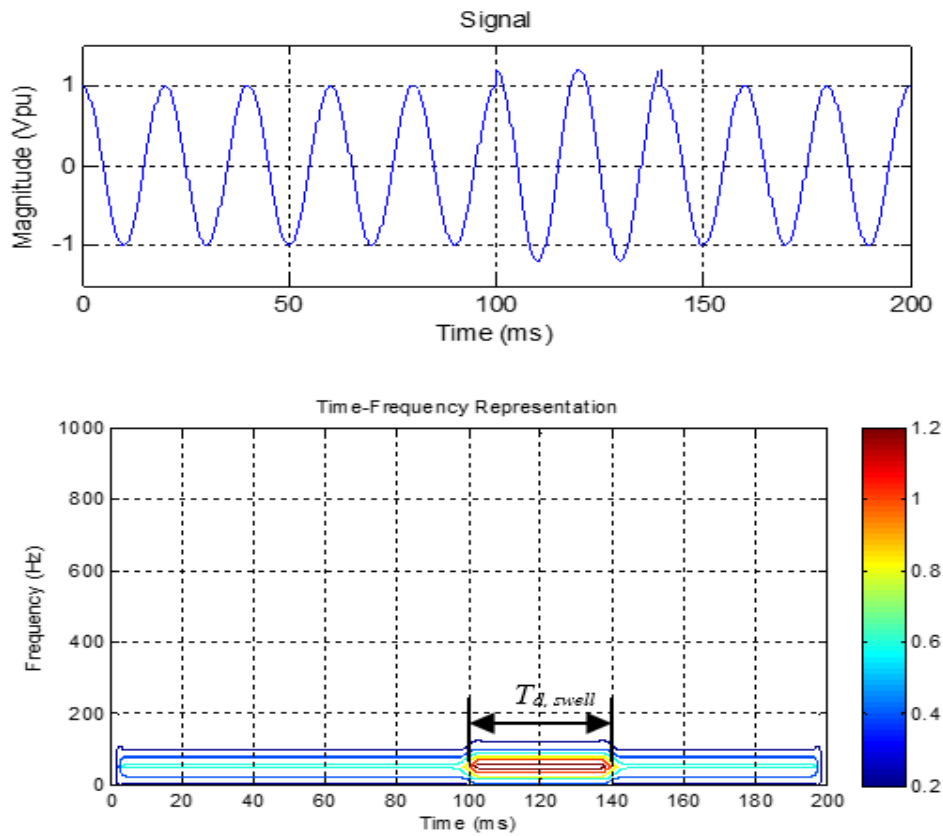 Signal
Magnitude (Vpu)
1
0
−1
0 50 100 150 200
Time (ms)
Time-Frequency Representation
Frequency (Hz)
1000
800
600
400
200
0
T d, swell
0 20 40 60 80 100 120 140 160 180 200
Time (ms)
1.2
1
0.8
0.6
0.4
0.2